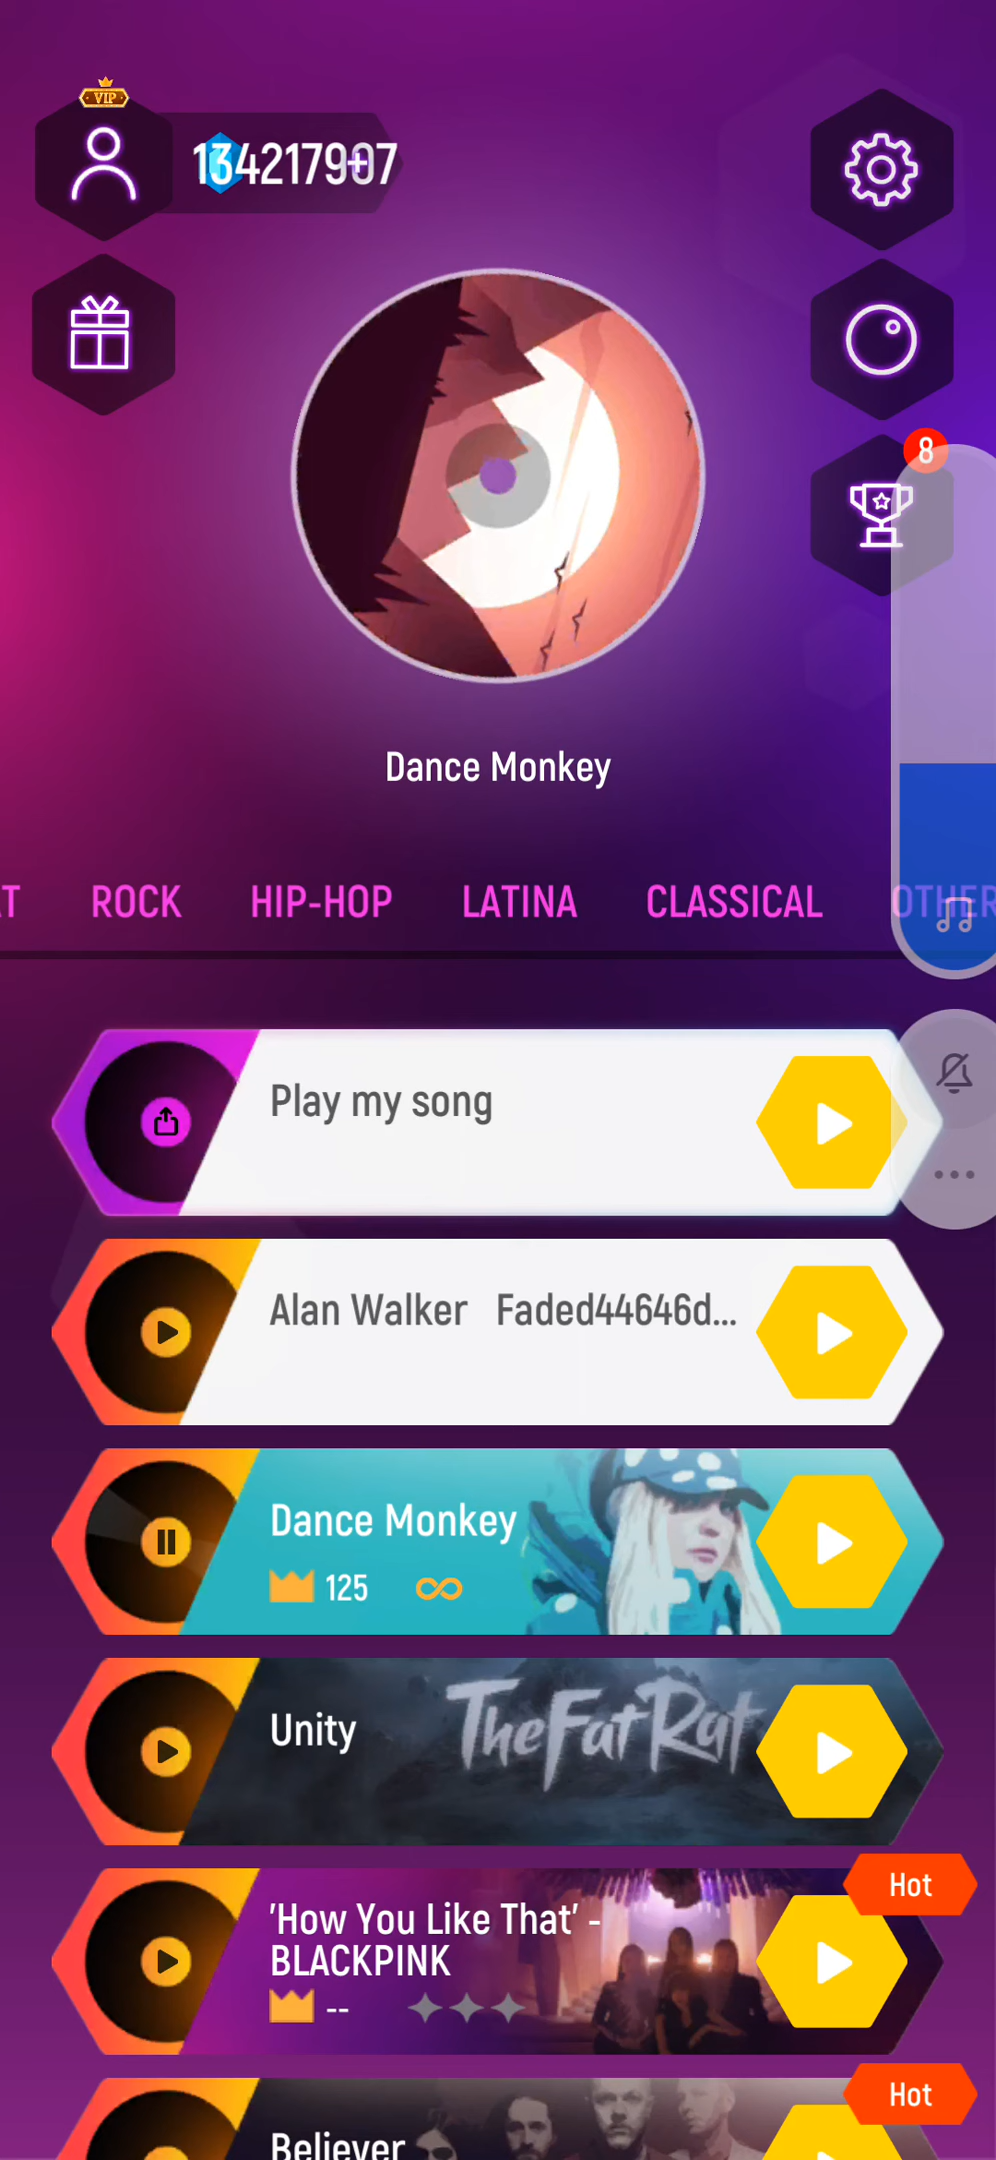 VIP
134217907
8
Dance Monkey
ROCK HIP-HOP LATINA CLASSICAL OTHER
Play my song
Alan Walker Faded44646d...
Dance Monkey
125
Unity
TheFatRat
Hot
'How You Like That' -
BLACKPINK
--
Hot
Believer